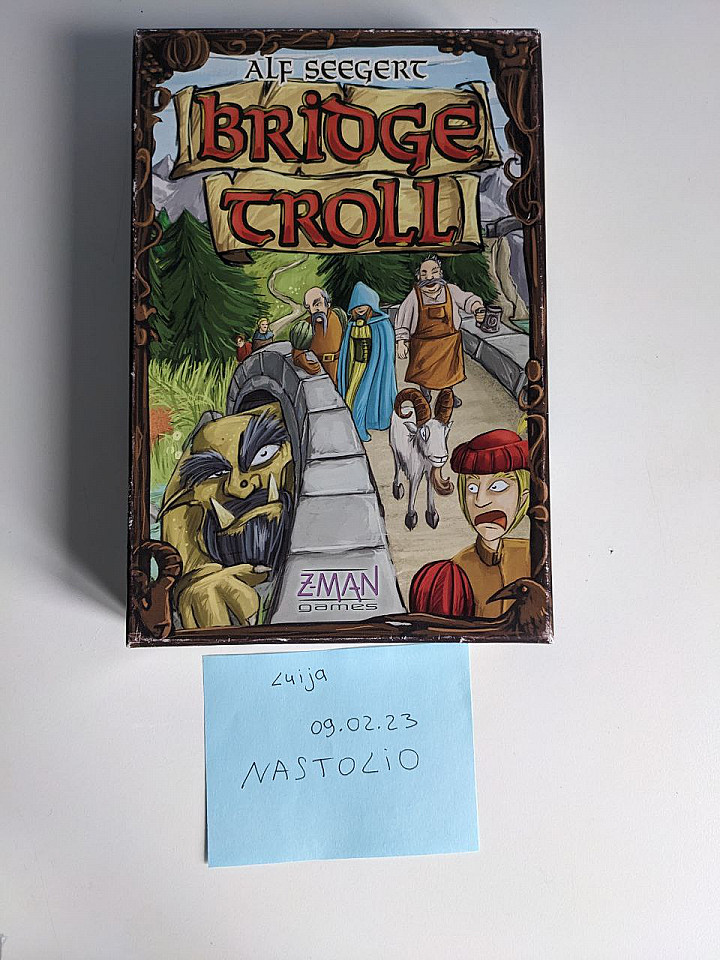 ALF SEEGERT
BRIDGE
TROLL
Z-MAN
games
Luija
09.02.23
NASTOLIO